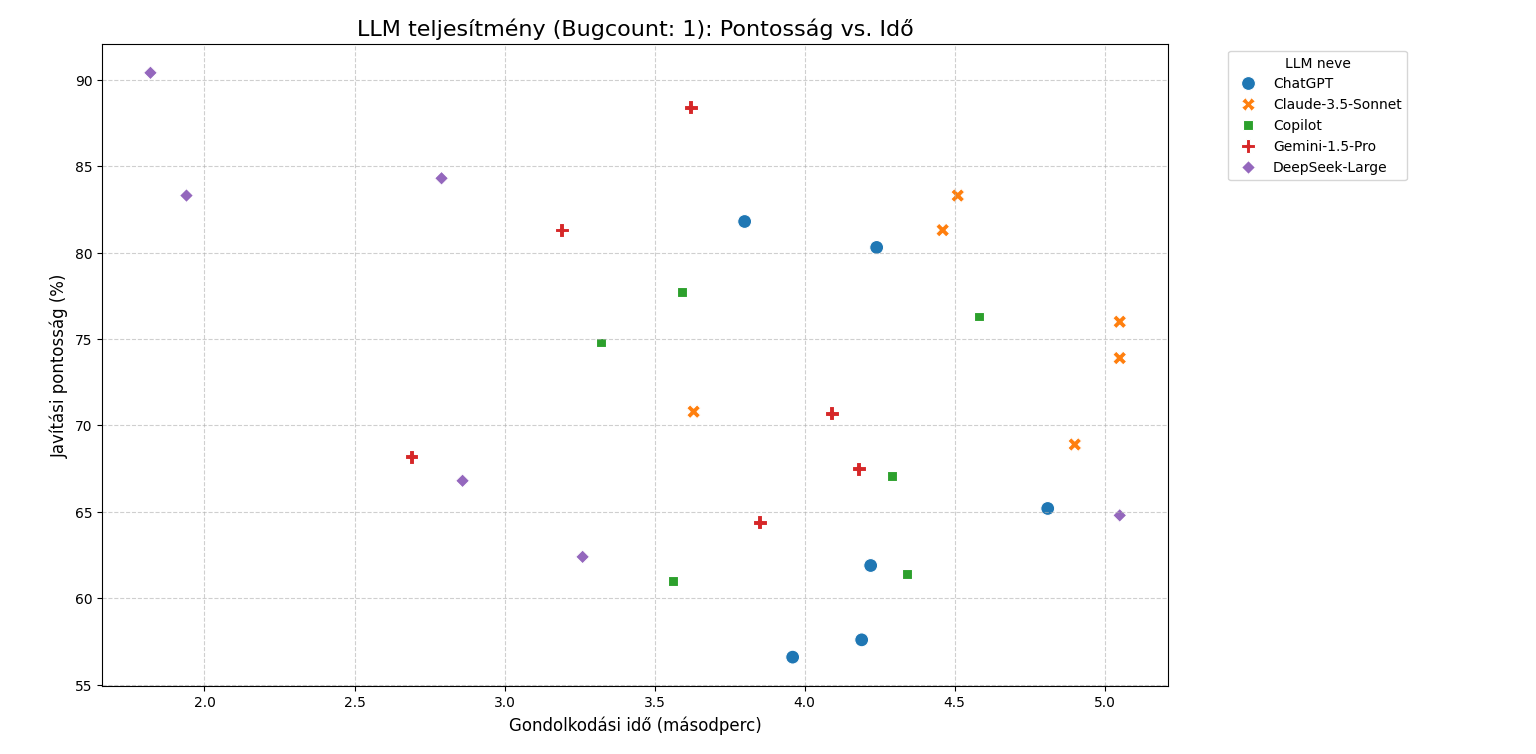 LLM teljesítmény (Bugcount: 1): Pontosság vs. Idő
Javítási pontosság (%)
90
85
80
75
70
65
60
55
2.0
2.5
3.0
3.5
4.0
4.5
5.0
Gondolkodási idő (másodperc)
LLM neve
ChatGPT
Claude-3.5-Sonnet
Copilot
Gemini-1.5-Pro
DeepSeek-Large